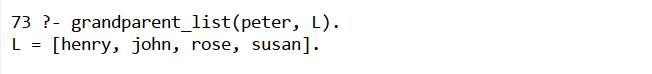 73 ?- grandparent_list(peter, L).
L = [henry, john, rose, susan].